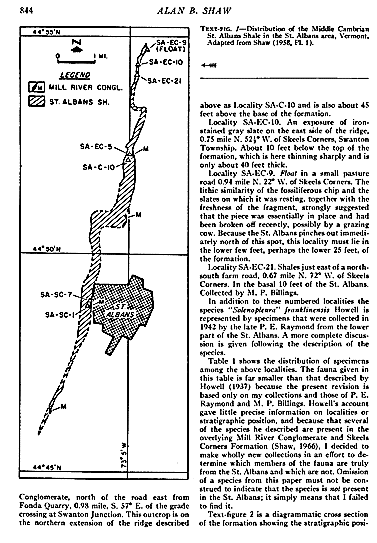 844
ALAN B. SHAW
44°55'N
SA-EC-9
(FLOAT)
SA-EC-10
SA-EC-21
0 1 MI.
LEGEND
M MILL RIVER CONGL.
ST. ALBANS SH.
SA-EC-5
SA-C-10
M
44°50'N
SA-SC-7
SA-SC-1
M
ST.
ALBANS
M
73°5'W
44°45'N
Conglomerate, north of the road east from
Fonda Quarry, 0.98 mile, S. 57° E. of the grade
crossing at Swanton Junction. This outcrop is on
the northern extension of the ridge described
TEXT-FIG. 1—Distribution of the Middle Cambrian
St. Albans Shale in the St. Albans area, Vermont.
Adapted from Shaw (1958, Pl. 1).
above as Locality SA-C-10 and is also about 45
feet above the base of the formation.
Locality SA-EC-10. An exposure of iron-
stained gray slate on the east side of the ridge,
0.75 mile N. 52½° W. of Skeels Corners, Swanton
Township. About 10 feet below the top of the
formation, which is here thinning sharply and is
only about 40 feet thick.
Locality SA-EC-9. Float in a small pasture
road 0.94 mile N. 22° W. of Skeels Corners. The
lithic similarity of the fossiliferous chip and the
slates on which it was resting, together with the
freshness of the fragment, strongly suggested
that the piece was essentially in place and had
been broken off recently, possibly by a grazing
cow. Because the St. Albans pinches out immedi-
ately north of this spot, this locality must lie in
the lower few feet, perhaps the lower 25 feet, of
the formation.
Locality SA-EC-21. Shales just east of a north-
south farm road, 0.67 mile N. 72° W. of Skeels
Corners. In the basal 10 feet of the St. Albans.
Collected by M. P. Billings.
In addition to these numbered localities the
species "Solenopleura" franklinensis Howell is
represented by specimens that were collected in
1942 by the late P. E. Raymond from the lower
part of the St. Albans. A more complete discus-
sion is given following the description of the
species.
Table 1 shows the distribution of specimens
among the above localities. The fauna given in
this table is far smaller than that described by
Howell (1937) because the present revision is
based only on my collections and those of P. E.
Raymond and M. P. Billings. Howell's account
gave little precise information on localities or
stratigraphic position, and because that several
of the species he described are present in the
overlying Mill River Conglomerate and Skeels
Corners Formation (Shaw, 1966), I decided to
make wholly new collections in an effort to de-
termine which members of the fauna are truly
from the St. Albans and which are not. Omission
of a species from this paper must not be con-
strued to indicate that the species is not present
in the St. Albans; it simply means that I failed
to find it.
Text-figure 2 is a diagrammatic cross section
of the formation showing the stratigraphic posi-